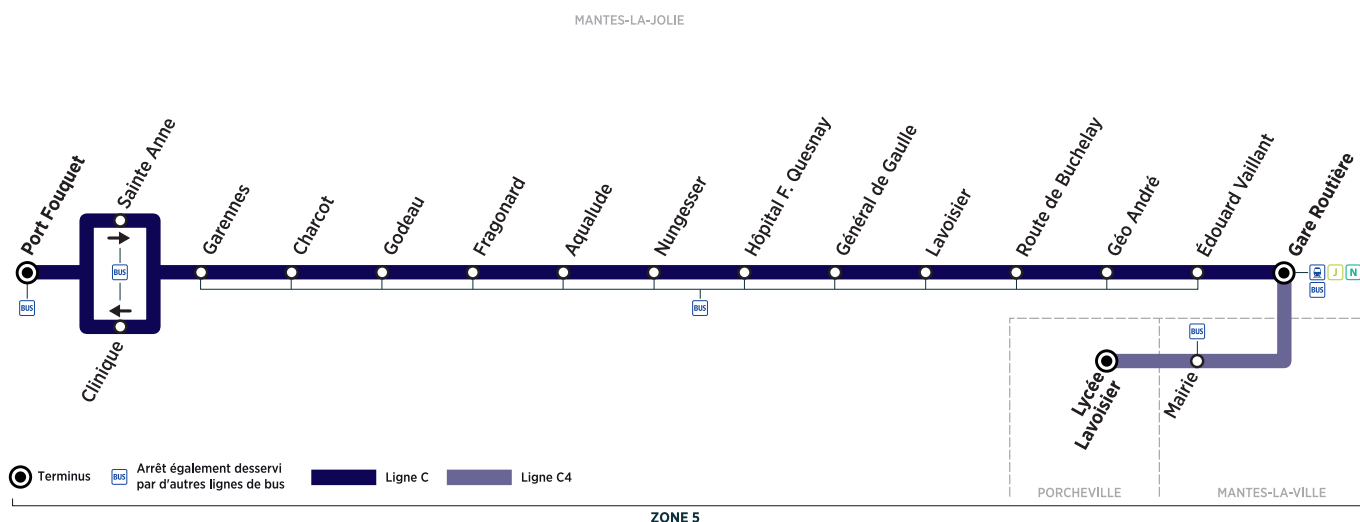 MANTES-LA-JOLIE
Port Fouquet
Sainte Anne
Clinique
Garennes
Charcot
Godeau
Fragonard
Aqualude
Nungesser
Hôpital F. Quesnay
Général de Gaulle
Lavoisier
Route de Buchelay
Géo André
Édouard Vaillant
Gare Routière
J
N
BUS
BUS
BUS
BUS
BUS
Lycée
Lavoisier
Mairie
Terminus
BUS
Arrêt également desservi
par d'autres lignes de bus
Ligne C
Ligne C4
PORCHEVILLE
MANTES-LA-VILLE
ZONE 5